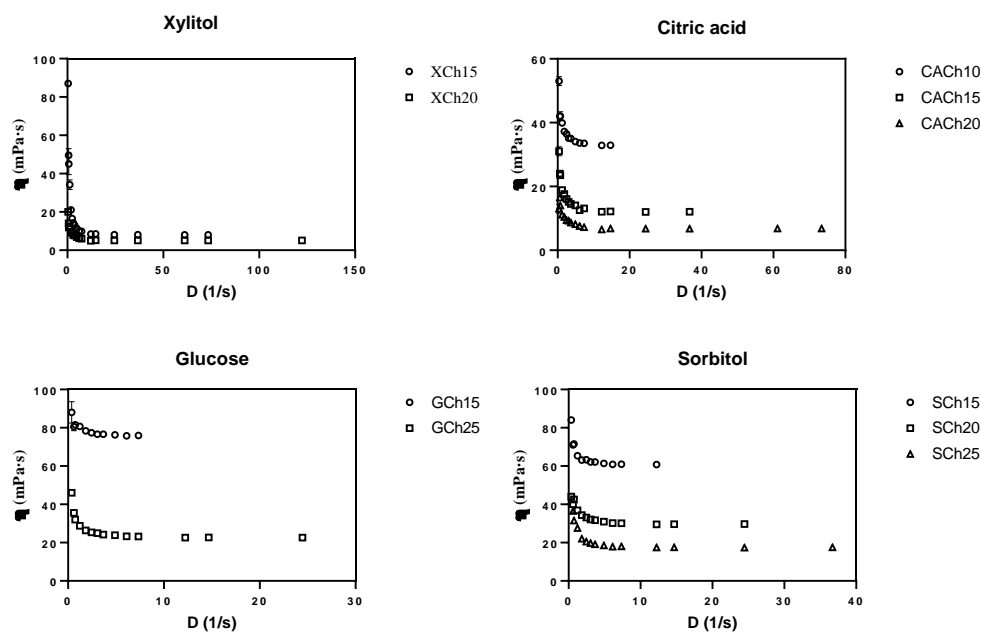 Xylitol
100
80
60
40
20
0
0
50
100
150
(mPa·s)
D (1/s)
XCh15
XCh20
Citric acid
60
40
20
0
0
20
40
60
80
(mPa·s)
D (1/s)
CACh10
CACh15
CACh20
Glucose
100
80
60
40
20
0
0
10
20
30
(mPa·s)
D (1/s)
GCh15
GCh25
Sorbitol
100
80
60
40
20
0
0
10
20
30
40
(mPa·s)
D (1/s)
SCh15
SCh20
SCh25